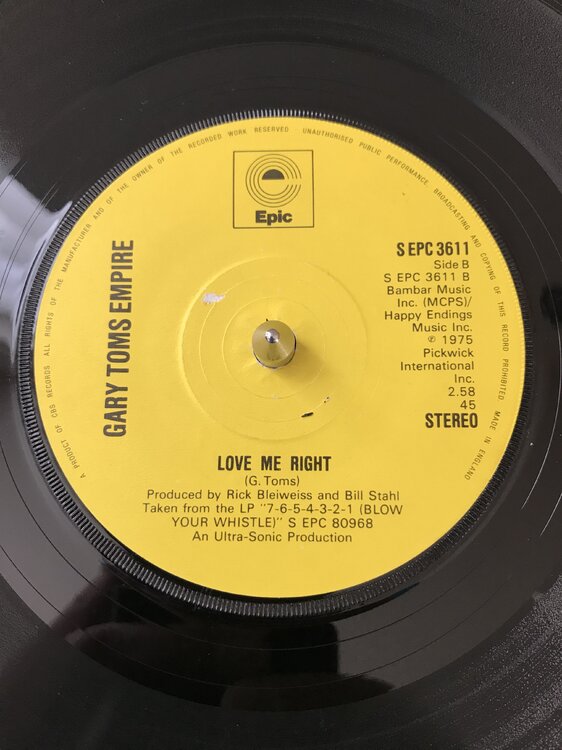 A PRODUCT OF CBS RECORDS. ALL RIGHTS OF THE MANUFACTURER AND OF THE OWNER OF THE RECORDED WORK RESERVED · UNAUTHORISED PUBLIC PERFORMANCE, BROADCASTING AND COPYING OF THIS RECORD PROHIBITED. MADE IN ENGLAND
Epic
GARY TOMS EMPIRE
S EPC 3611
Side B
S EPC 3611 B
Bambar Music
Inc. (MCPS)/
Happy Endings
Music Inc.
℗ 1975
Pickwick
International
Inc.
2.58
45
STEREO
LOVE ME RIGHT
(G. Toms)
Produced by Rick Bleiweiss and Bill Stahl
Taken from the LP "7-6-5-4-3-2-1 (BLOW
YOUR WHISTLE)" S EPC 80968
An Ultra-Sonic Production